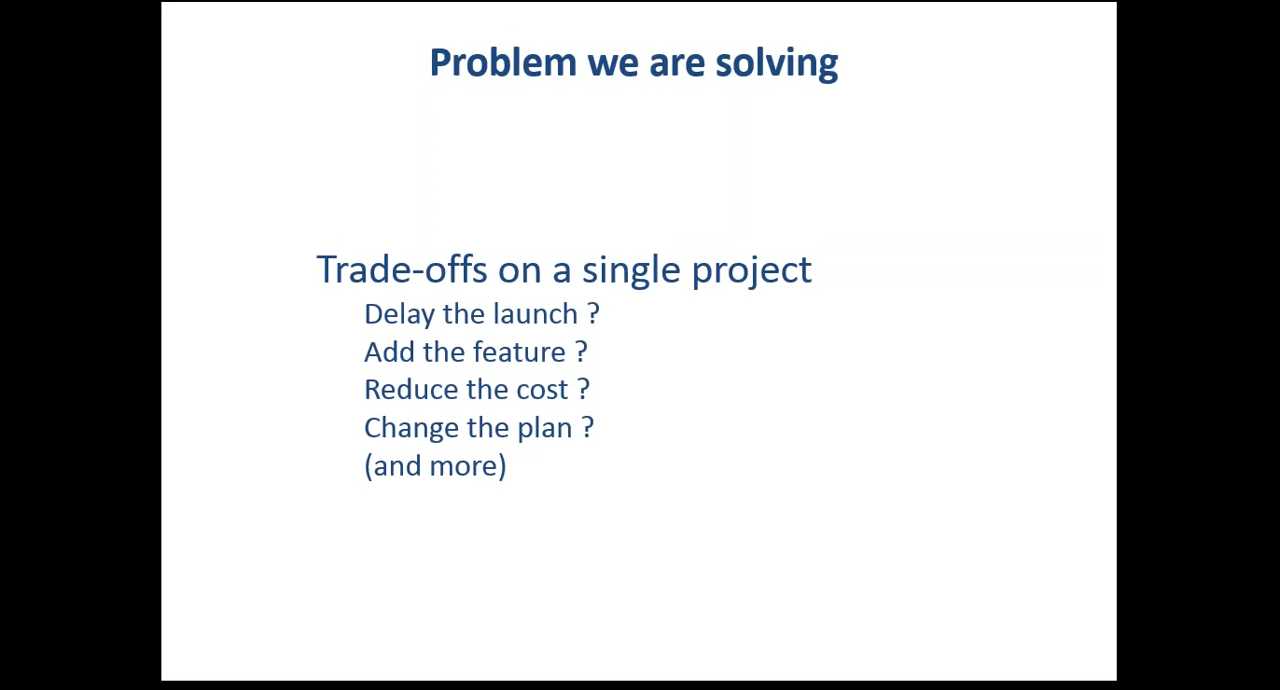 Problem we are solving
Trade-offs on a single project
Delay the launch ?
Add the feature ?
Reduce the cost ?
Change the plan ?
(and more)